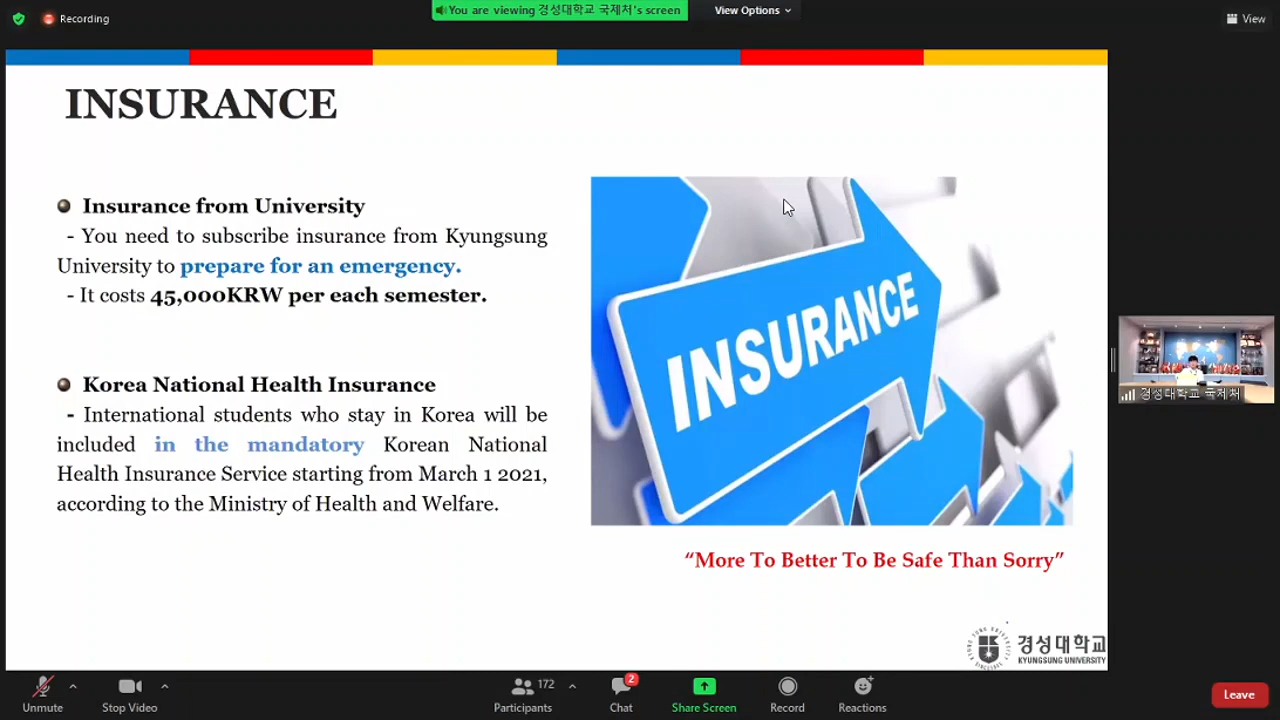 Recording
You are viewing 경성대학교 국제처's screen
View Options
View
INSURANCE
Insurance from University
- You need to subscribe insurance from Kyungsung
University to prepare for an emergency.
- It costs 45,000KRW per each semester.
Korea National Health Insurance
- International students who stay in Korea will be
included in the mandatory Korean National
Health Insurance Service starting from March 1 2021,
according to the Ministry of Health and Welfare.
INSURANCE
“More To Better To Be Safe Than Sorry”
경성대학교
KYUNGSUNG UNIVERSITY
경성대학교 국제처
Unmute
Stop Video
172
Participants
2
Chat
Share Screen
Record
Reactions
Leave